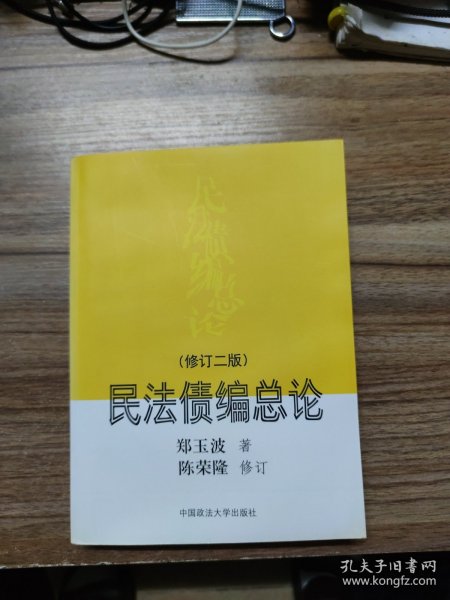 民法债编总论
(修订二版)
民法债编总论
郑玉波 著
陈荣隆 修订
中国政法大学出版社
孔夫子旧书网
www.kongfz.com